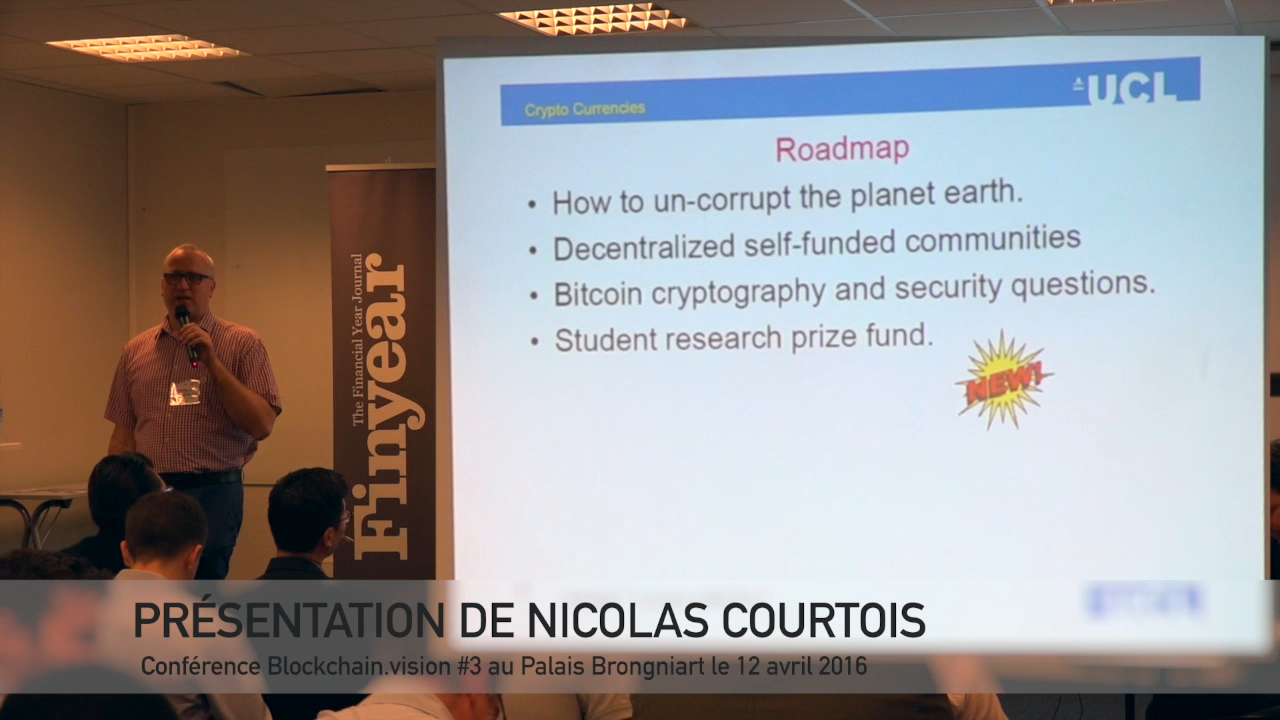 Crypto Currencies
UCL
Roadmap
• How to un-corrupt the planet earth.
• Decentralized self-funded communities
• Bitcoin cryptography and security questions.
• Student research prize fund.
NEW!
The Financial Year Journal
Finyear
PRÉSENTATION DE NICOLAS COURTOIS
Conférence Blockchain.vision #3 au Palais Brongniart le 12 avril 2016